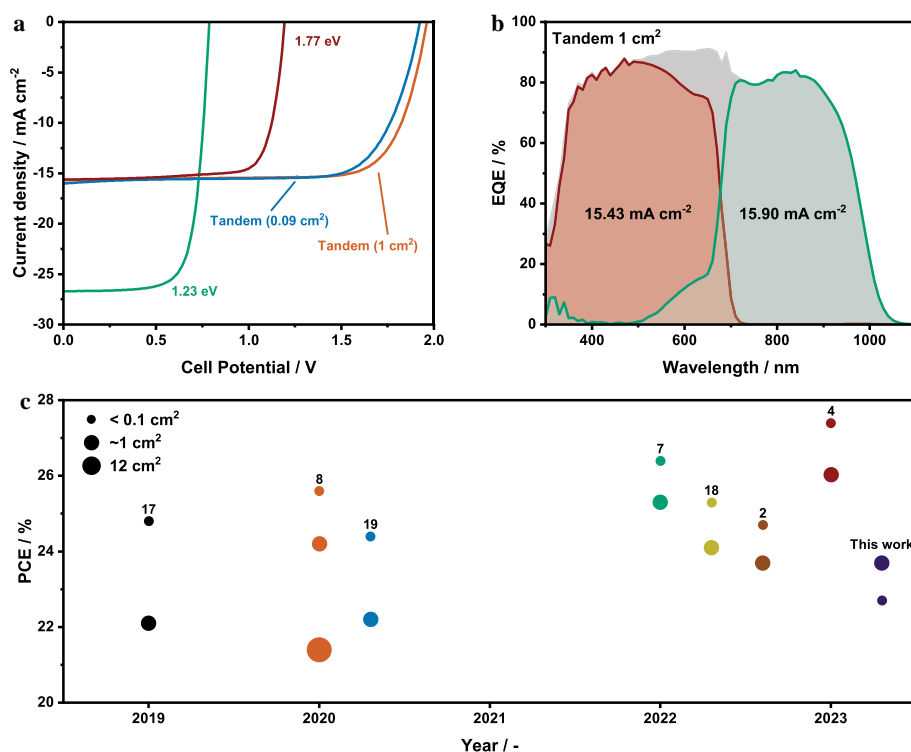 a
0
-5
-10
-15
-20
-25
-30
0.0
0.5
1.0
1.5
2.0
Current density / mA cm-2
Cell Potential / V
1.77 eV
Tandem (0.09 cm2)
Tandem (1 cm2)
1.23 eV
b
Tandem 1 cm2
100
80
60
40
20
0
400
600
800
1000
EQE / %
Wavelength / nm
15.43 mA cm-2
15.90 mA cm-2
c
28
26
24
22
20
2019
2020
2021
2022
2023
PCE / %
Year / -
< 0.1 cm2
~1 cm2
12 cm2
17
8
19
7
18
2
4
This work